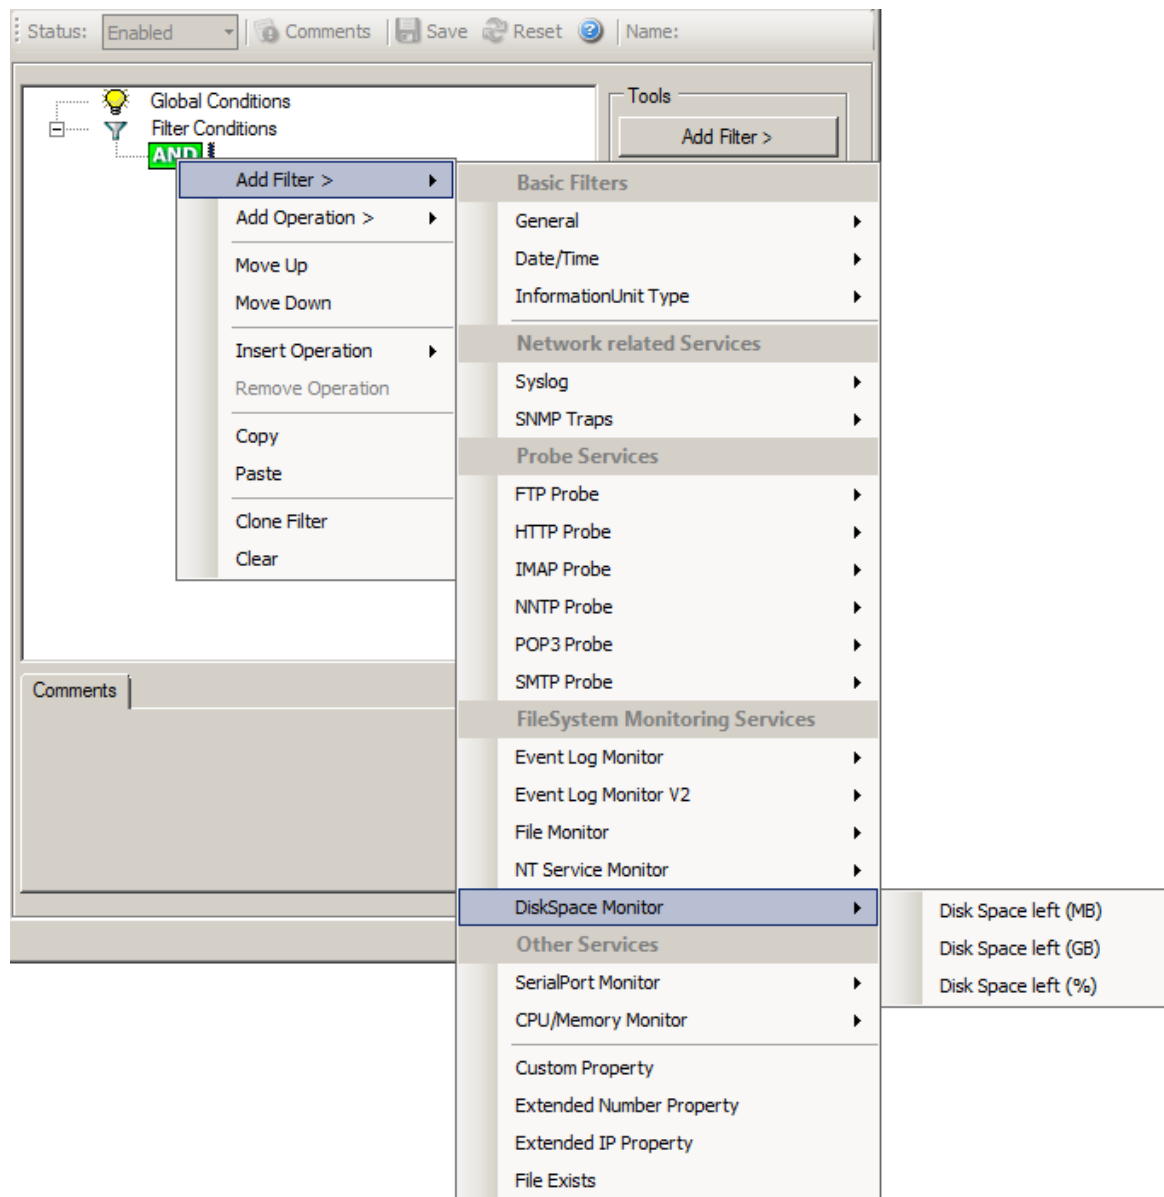 Status: Enabled Comments Save Reset Name:
Global Conditions
Filter Conditions
AND
Tools
Add Filter >
Add Filter >
Add Operation >
Move Up
Move Down
Insert Operation
Remove Operation
Copy
Paste
Clone Filter
Clear
Basic Filters
General
Date/Time
InformationUnit Type
Network related Services
Syslog
SNMP Traps
Probe Services
FTP Probe
HTTP Probe
IMAP Probe
NNTP Probe
POP3 Probe
SMTP Probe
FileSystem Monitoring Services
Event Log Monitor
Event Log Monitor V2
File Monitor
NT Service Monitor
DiskSpace Monitor
Other Services
SerialPort Monitor
CPU/Memory Monitor
Custom Property
Extended Number Property
Extended IP Property
File Exists
Disk Space left (MB)
Disk Space left (GB)
Disk Space left (%)
Comments